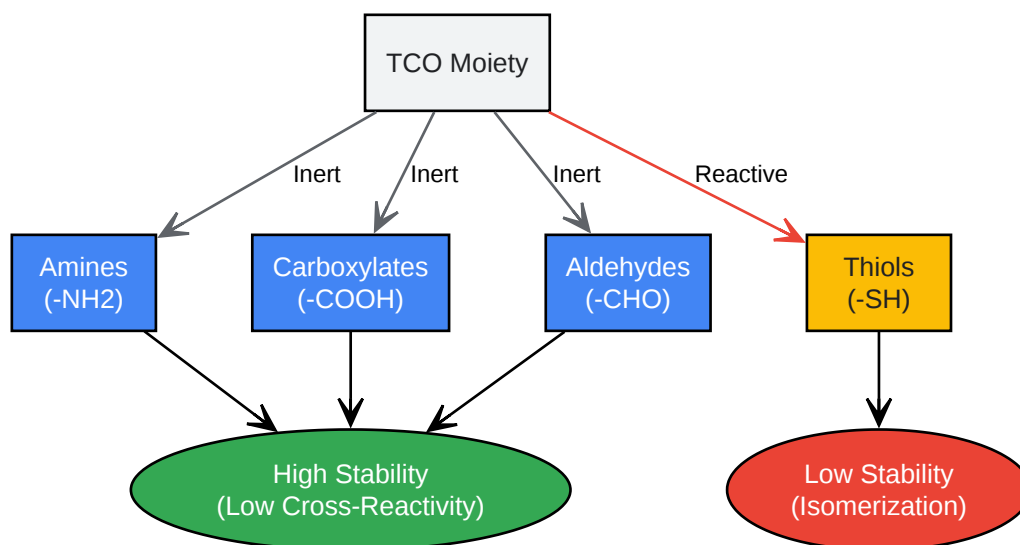 TCO Moiety
Inert
Inert
Inert
Reactive
Amines
(-NH2)
Carboxylates
(-COOH)
Aldehydes
(-CHO)
Thiols
(-SH)
High Stability
(Low Cross-Reactivity)
Low Stability
(Isomerization)